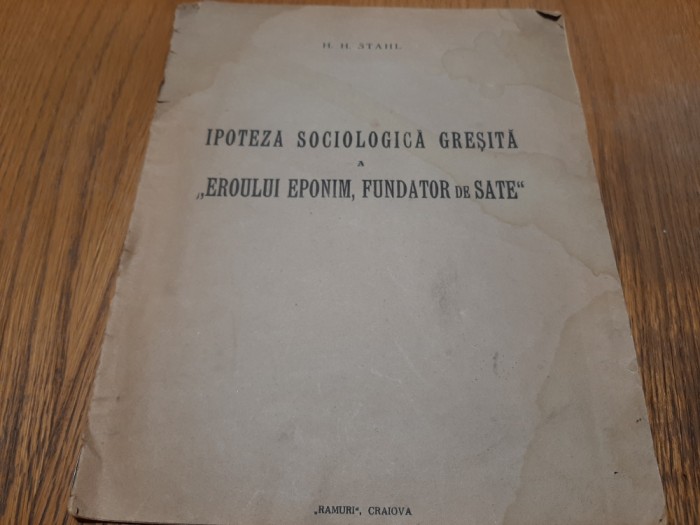 H. H. STAHL
IPOTEZA SOCIOLOGICĂ GREȘITĂ
A
„EROULUI EPONIM, FUNDATOR DE SATE“
„RAMURI“, CRAIOVA